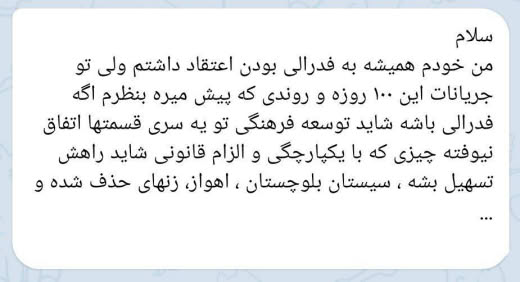 سلام
من خودم همیشه به فدرالی بودن اعتقاد داشتم ولی تو
جریانات این ۱۰۰ روزه و روندی که پیش میره بنظرم اگه
فدرالی باشه شاید توسعه فرهنگی تو یه سری قسمتها اتفاق
نیوفته چیزی که با یکپارچگی و الزام قانونی شاید راهش
تسهیل بشه ، سیستان بلوچستان ، اهواز، زنهای حذف شده و
...